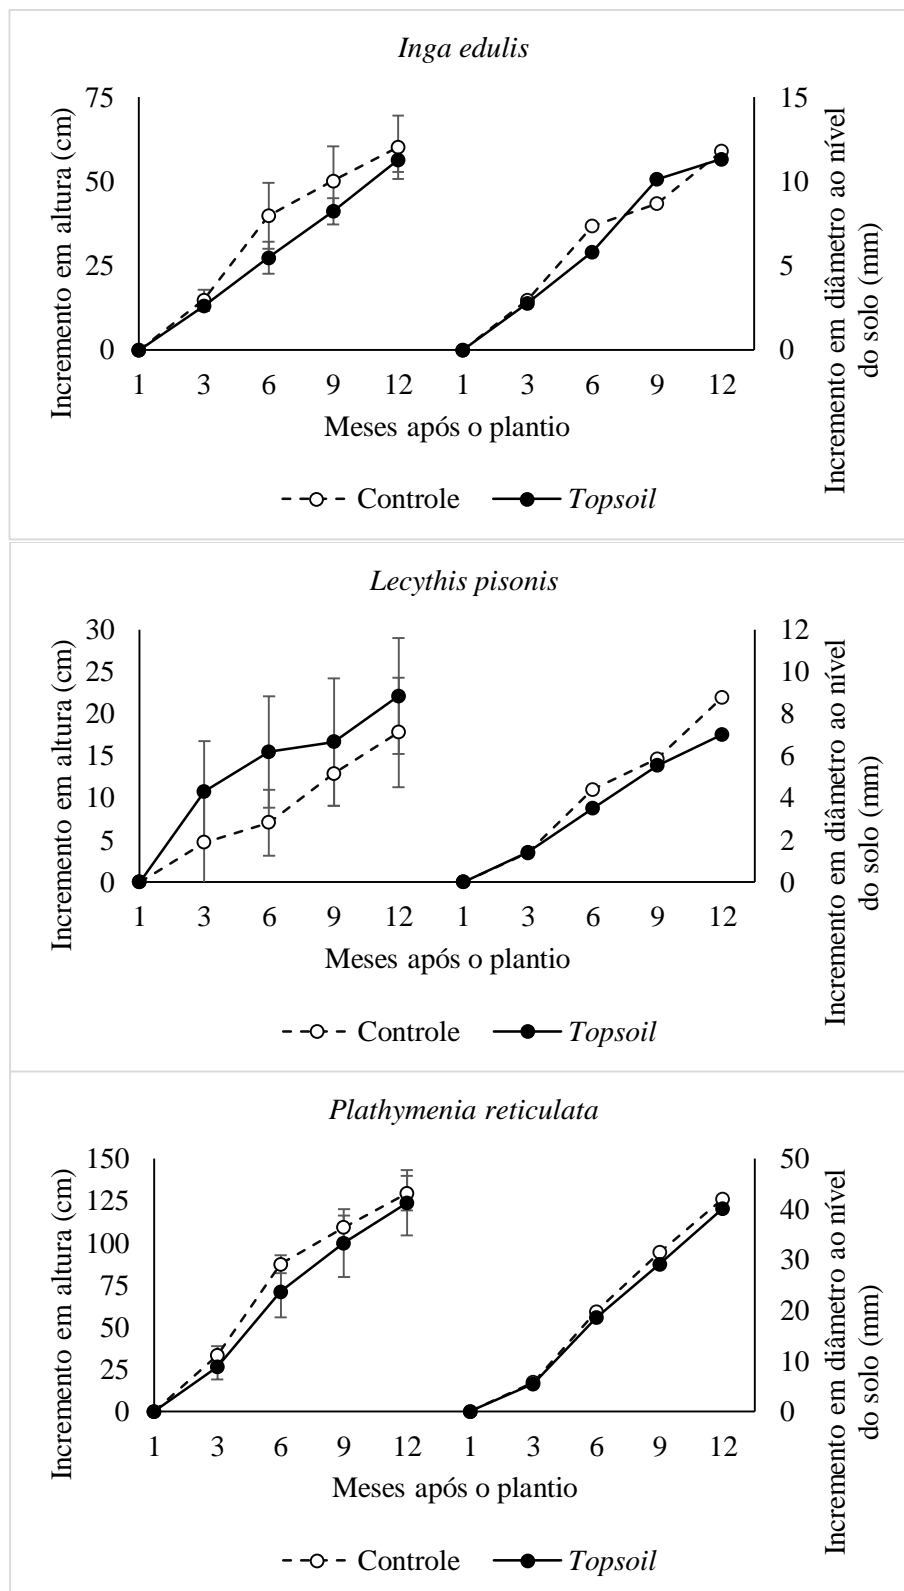 Inga edulis
Incremento em altura (cm)
75
50
25
0
15
10
5
0
Incremento em diâmetro ao nível
do solo (mm)
1 3 6 9 12 1 3 6 9 12
Meses após o plantio
Controle Topsoil
Lecythis pisonis
Incremento em altura (cm)
30
25
20
15
10
5
0
12
10
8
6
4
2
0
Incremento em diâmetro ao nível
do solo (mm)
1 3 6 9 12 1 3 6 9 12
Meses após o plantio
Controle Topsoil
Plathymenia reticulata
Incremento em altura (cm)
150
125
100
75
50
25
0
50
40
30
20
10
0
Incremento em diâmetro ao nível
do solo (mm)
1 3 6 9 12 1 3 6 9 12
Meses após o plantio
Controle Topsoil